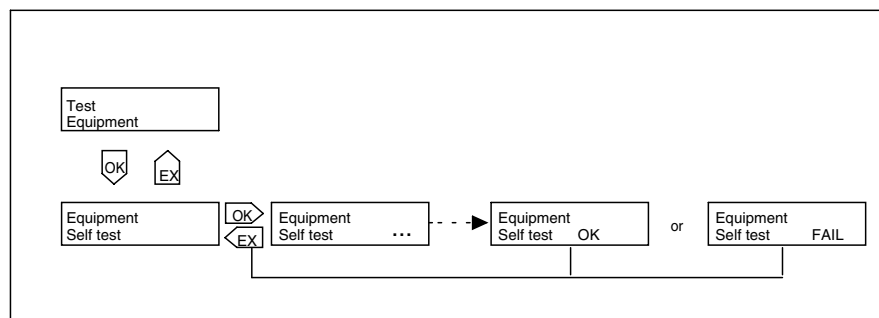 Test
Equipment
OK
EX
Equipment
Self test
OK
EX
Equipment
Self test ...
Equipment
Self test OK
or
Equipment
Self test FAIL